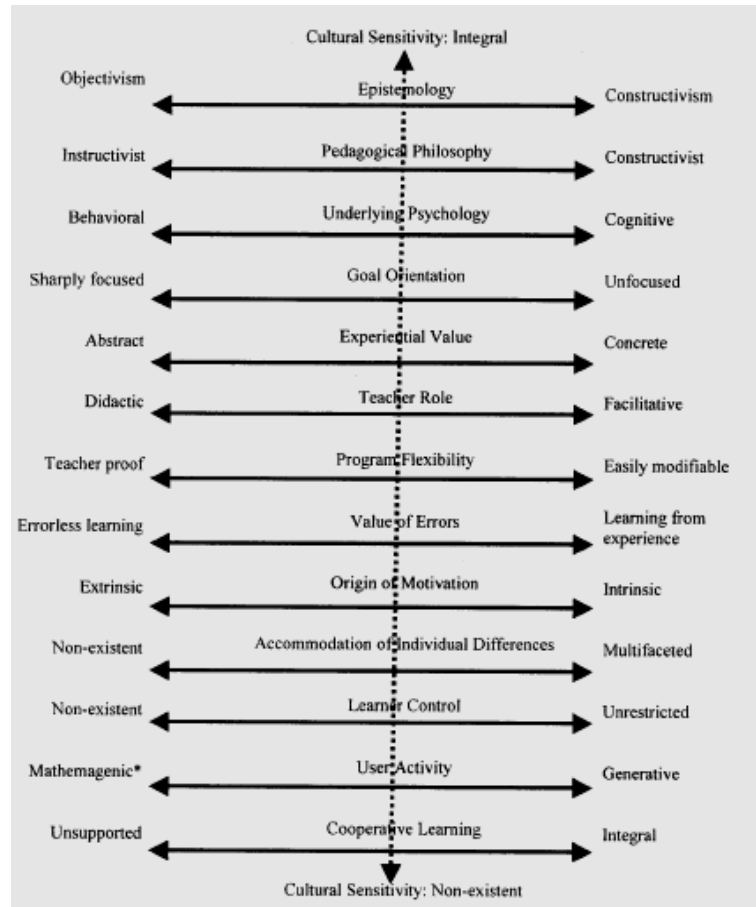 Cultural Sensitivity: Integral
Objectivism
Epistemology
Constructivism
Instructivist
Pedagogical Philosophy
Constructivist
Behavioral
Underlying Psychology
Cognitive
Sharply focused
Goal Orientation
Unfocused
Abstract
Experiential Value
Concrete
Didactic
Teacher Role
Facilitative
Teacher proof
Program Flexibility
Easily modifiable
Errorless learning
Value of Errors
Learning from
experience
Extrinsic
Origin of Motivation
Intrinsic
Non-existent
Accommodation of Individual Differences
Multifaceted
Non-existent
Learner Control
Unrestricted
Mathemagenic*
User Activity
Generative
Unsupported
Cooperative Learning
Integral
Cultural Sensitivity: Non-existent